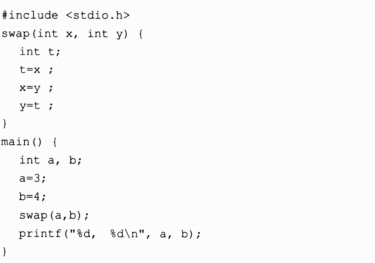 #include <stdio.h>
swap(int x, int y) {
int t;
t=x ;
x=y ;
y=t ;
}
main() {
int a, b;
a=3;
b=4;
swap(a,b);
printf("%d, %d\n", a, b);
}